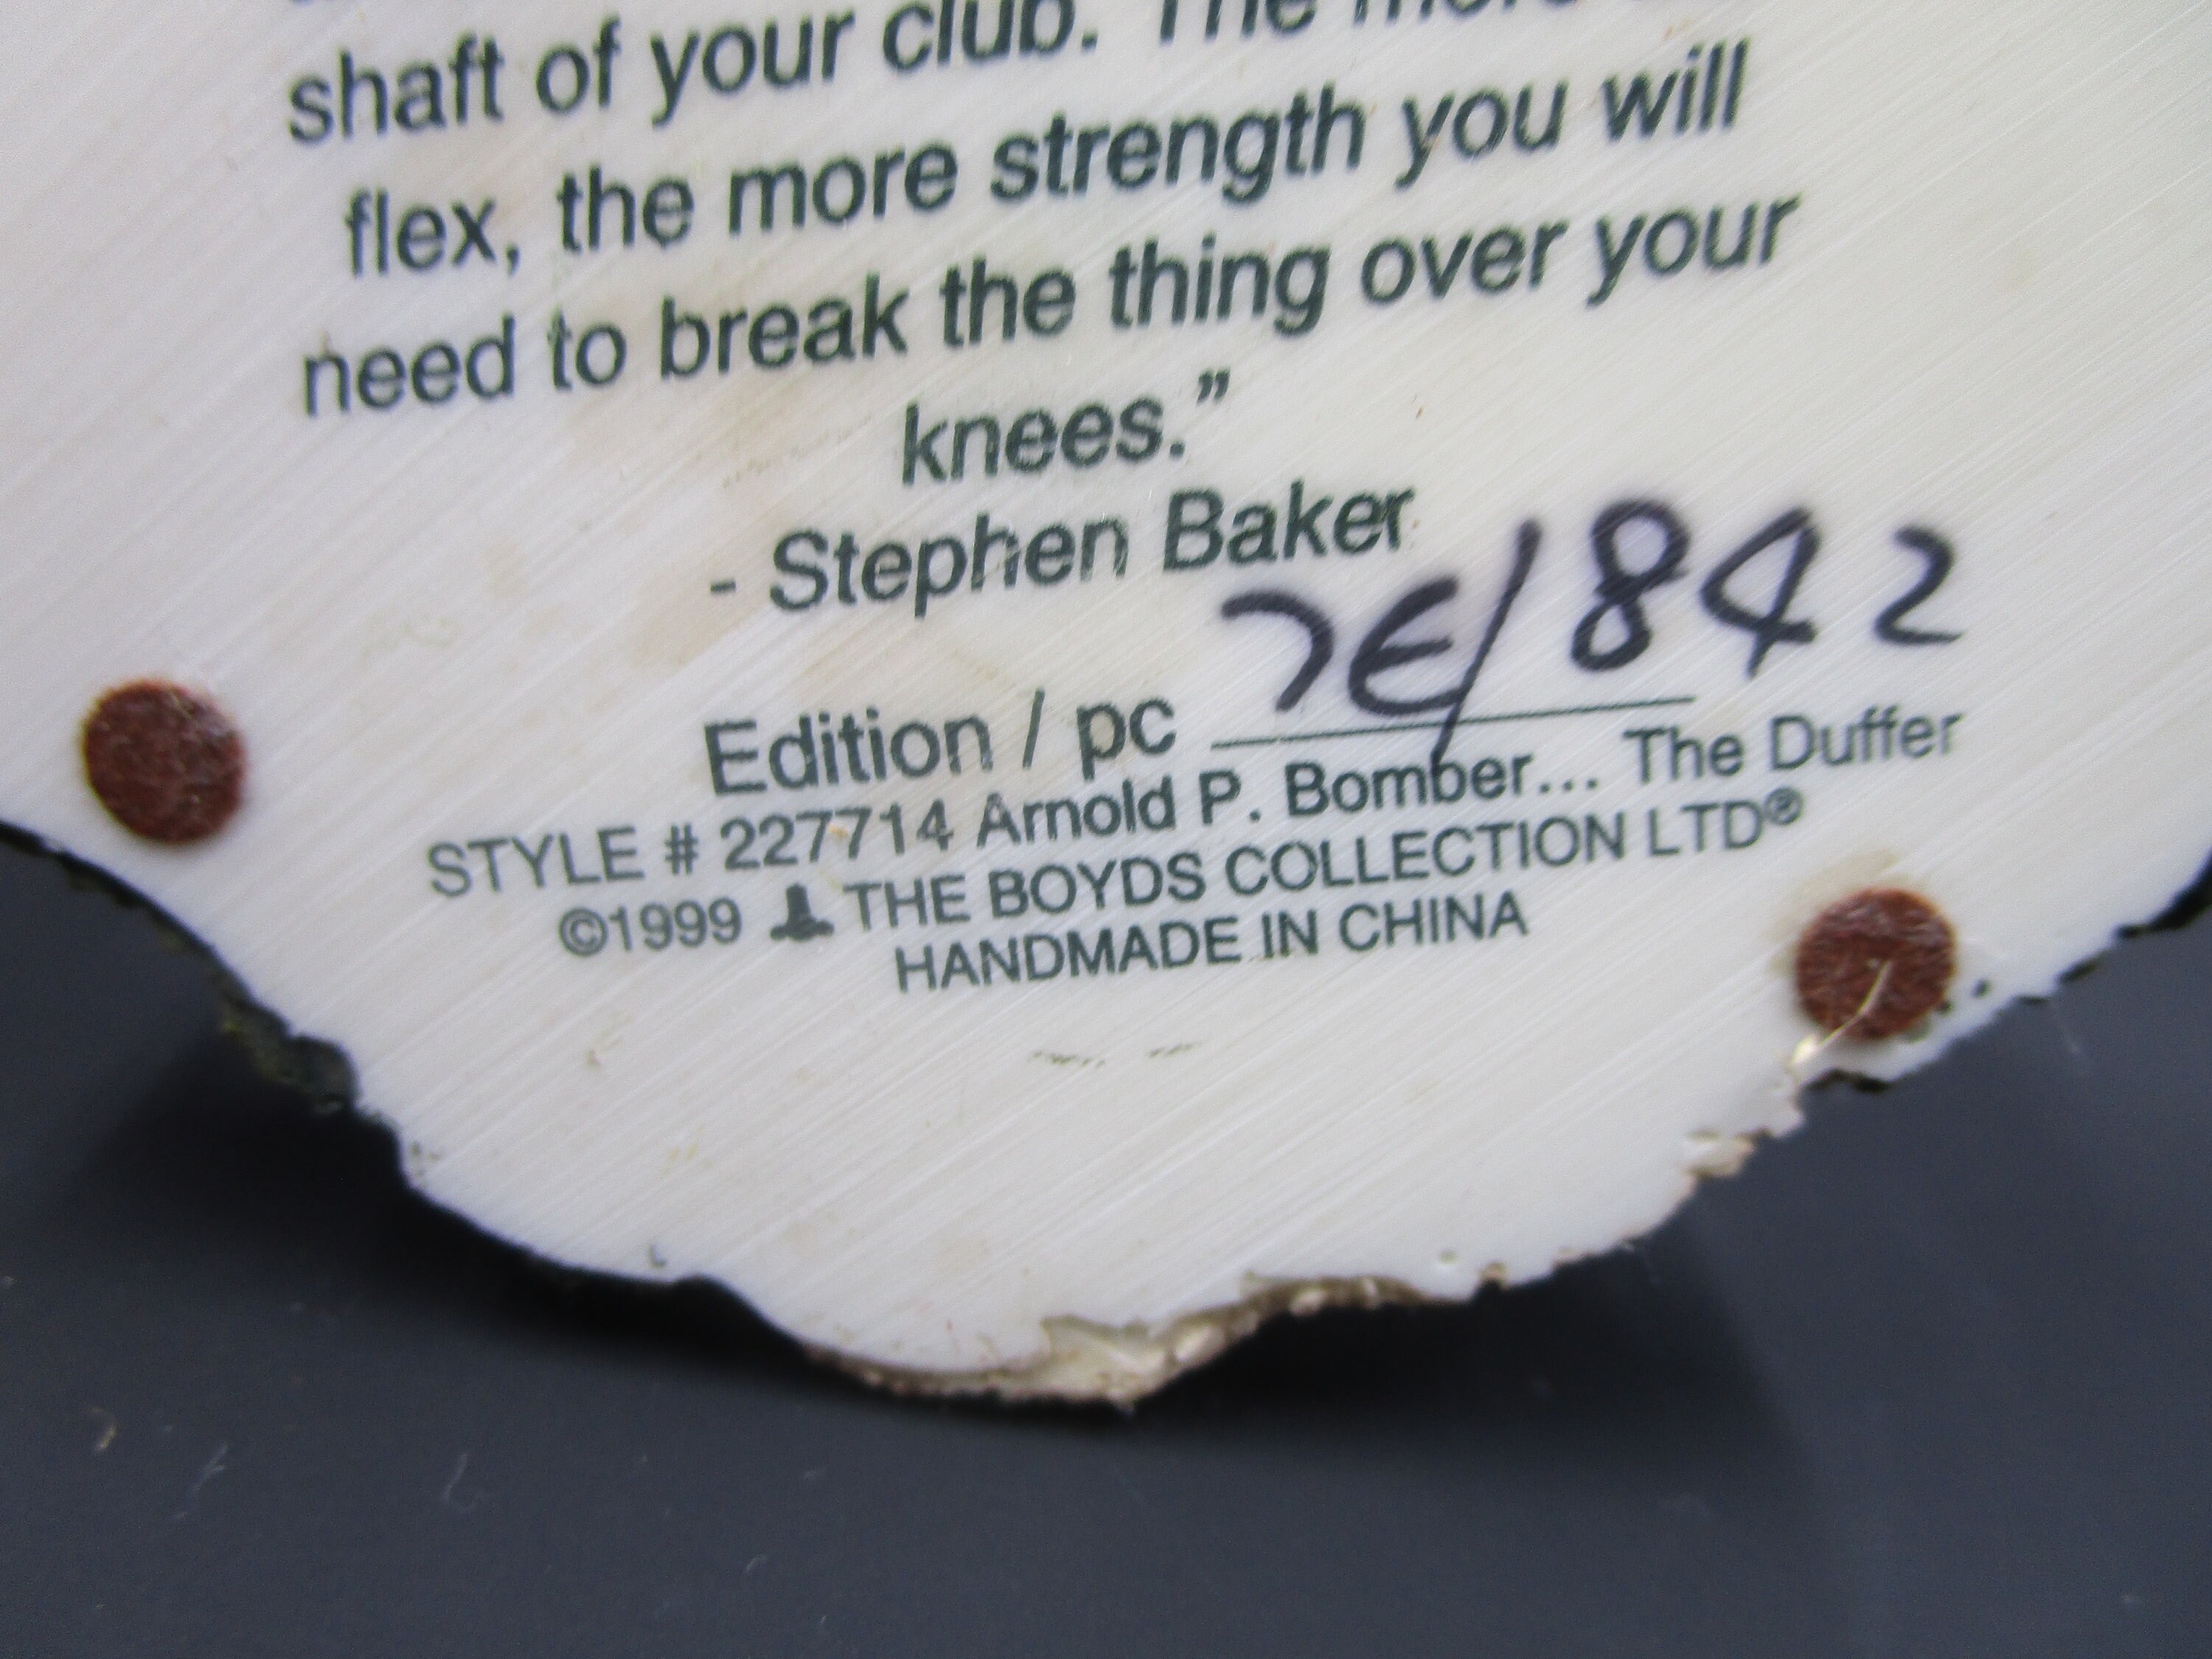 shaft of your club. The more
flex, the more strength you will
need to break the thing over your
knees.”
- Stephen Baker
Edition / pc 7E/1842
STYLE # 227714 Arnold P. Bomber... The Duffer
©1999 THE BOYDS COLLECTION LTD®
HANDMADE IN CHINA